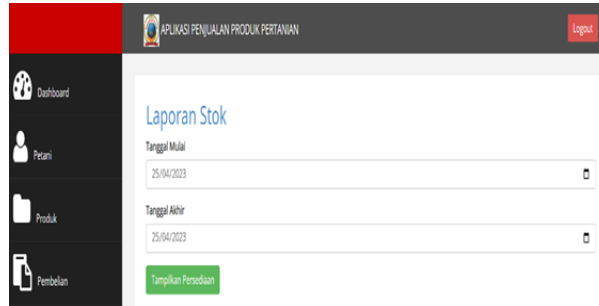 APLIKASI PENJUALAN PRODUK PERTANIAN
Logout
Dashboard
Petani
Produk
Pembelian
Laporan Stok
Tanggal Mulai
25/04/2023
Tanggal Akhir
25/04/2023
Tampilkan Persediaan